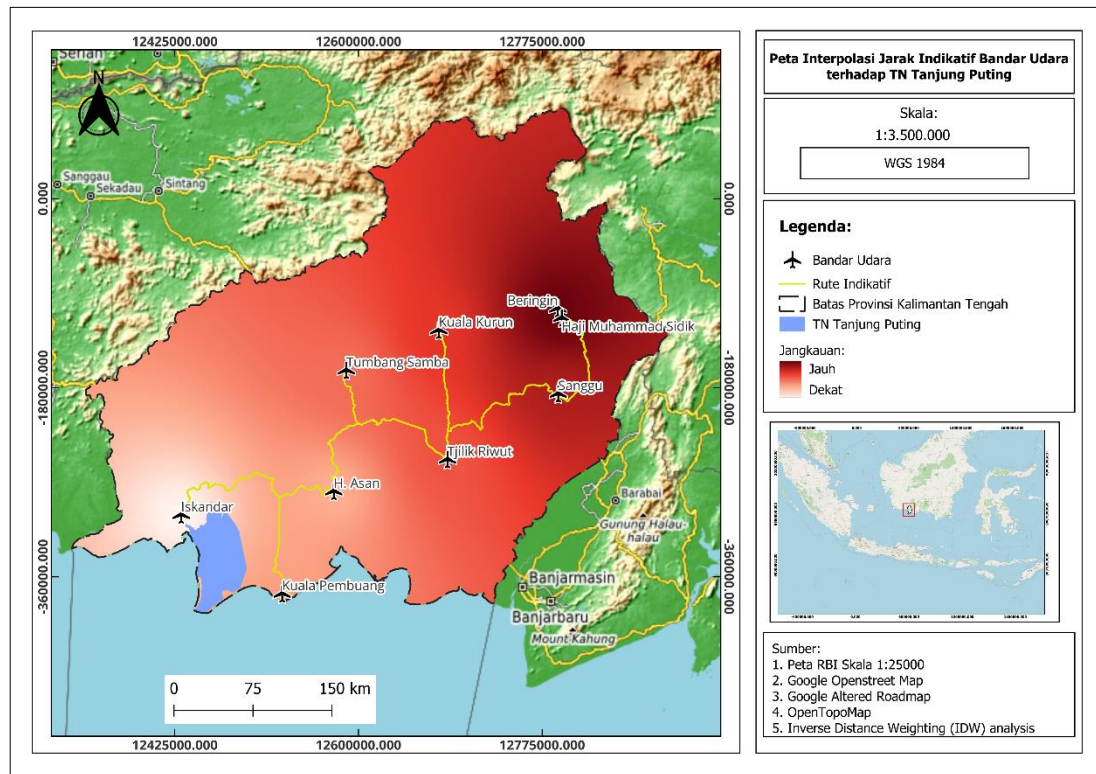 12425000.000
12600000.000
12775000.000
Serian
N
Sanggau
Sekadau
Sintang
0.000
0.000
Beringin
Haji Muhammad Sidik
Kuala Kurun
Tumbang Samba
-180000.000
-180000.000
Sanggu
Tjilik Riwut
H. Asan
Iskandar
Barabai
Gunung Halau-
halau
-360000.000
-360000.000
Kuala Pembuang
Banjarmasin
Banjarbaru
Mount Kahung
0 75 150 km
12425000.000
12600000.000
12775000.000
Peta Interpolasi Jarak Indikatif Bandar Udara
terhadap TN Tanjung Puting
Skala:
1:3.500.000
WGS 1984
Legenda:
Bandar Udara
Rute Indikatif
Batas Provinsi Kalimantan Tengah
TN Tanjung Puting
Jangkauan:
Jauh
Dekat
Sumber:
1. Peta RBI Skala 1:25000
2. Google Openstreet Map
3. Google Altered Roadmap
4. OpenTopoMap
5. Inverse Distance Weighting (IDW) analysis